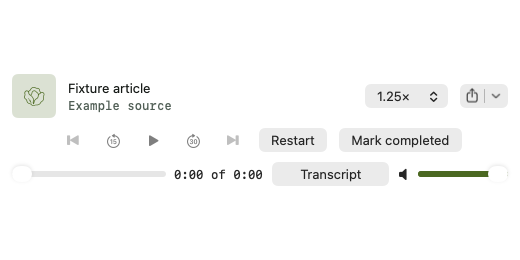 Fixture article
Example source
1.25×
15
30
Restart
Mark completed
0:00 of 0:00
Transcript